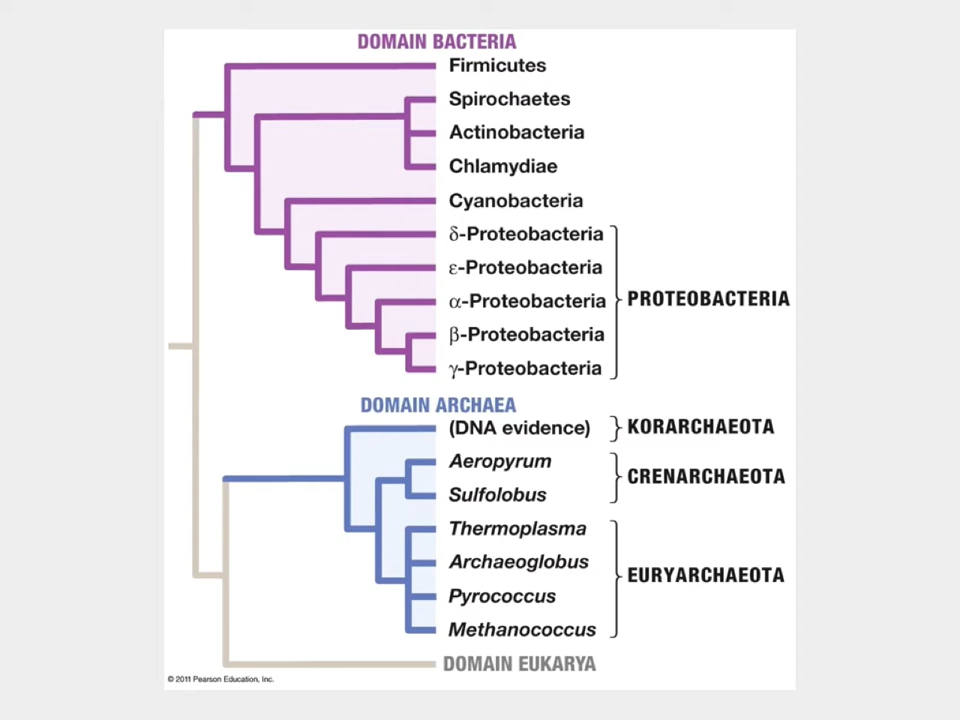 DOMAIN BACTERIA
Firmicutes
Spirochaetes
Actinobacteria
Chlamydiae
Cyanobacteria
δ-Proteobacteria
ε-Proteobacteria
α-Proteobacteria
β-Proteobacteria
γ-Proteobacteria
PROTEOBACTERIA
DOMAIN ARCHAEA
(DNA evidence)
KORARCHAEOTA
Aeropyrum
Sulfolobus
CRENARCHAEOTA
Thermoplasma
Archaeoglobus
Pyrococcus
Methanococcus
EURYARCHAEOTA
DOMAIN EUKARYA
© 2011 Pearson Education, Inc.